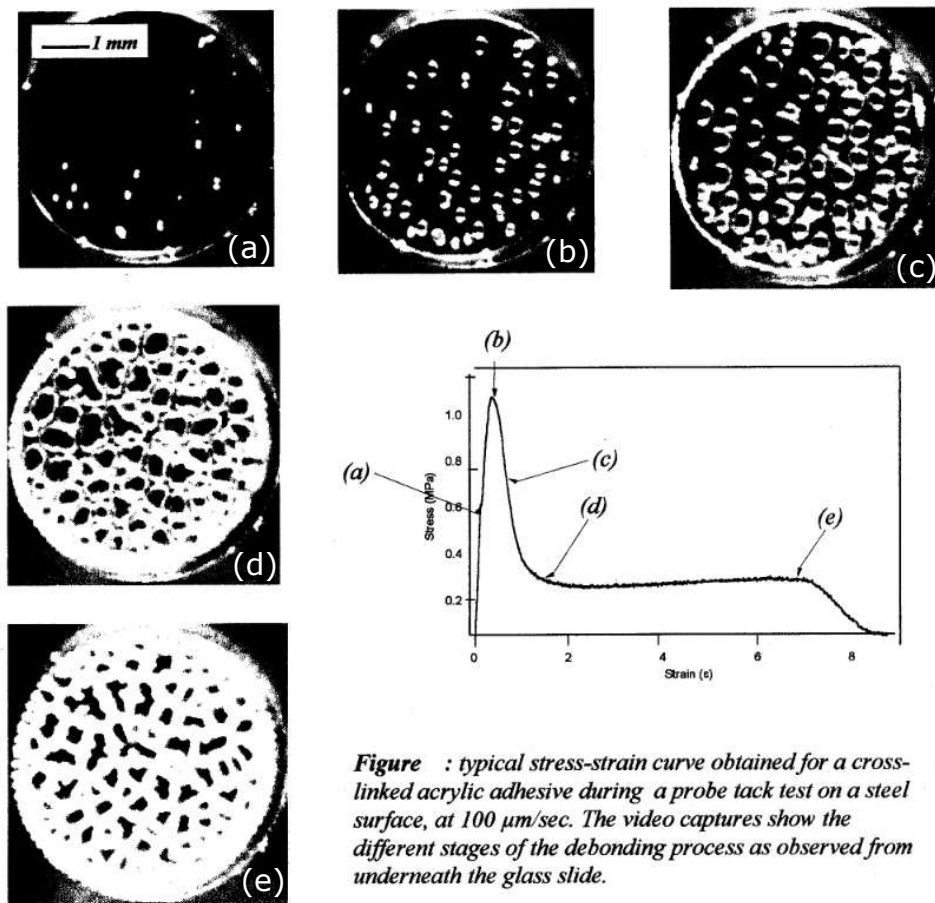 1 mm
(a)
(b)
(c)
(d)
(e)
(b)
(a)
(c)
(d)
(e)
Stress (MPa)
1.0
0.8
0.6
0.4
0.2
0 2 4 6 8
Strain (ε)
Figure : typical stress-strain curve obtained for a cross-
linked acrylic adhesive during a probe tack test on a steel
surface, at 100 µm/sec. The video captures show the
different stages of the debonding process as observed from
underneath the glass slide.